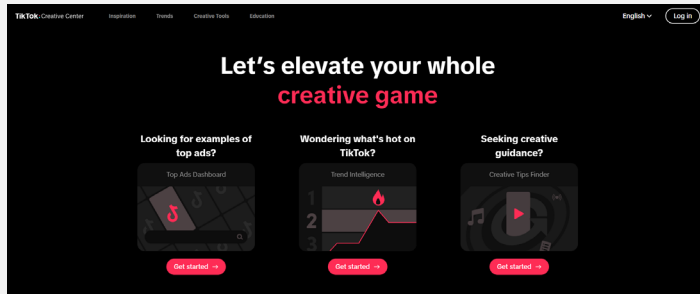 TikTok: Creative Center
Inspiration
Trends
Creative Tools
Education
English
Log in
Let's elevate your whole
creative game
Looking for examples of
top ads?
Top Ads Dashboard
Get started →
Wondering what's hot on
TikTok?
Trend Intelligence
1
2
3
Get started →
Seeking creative
guidance?
Creative Tips Finder
Get started →